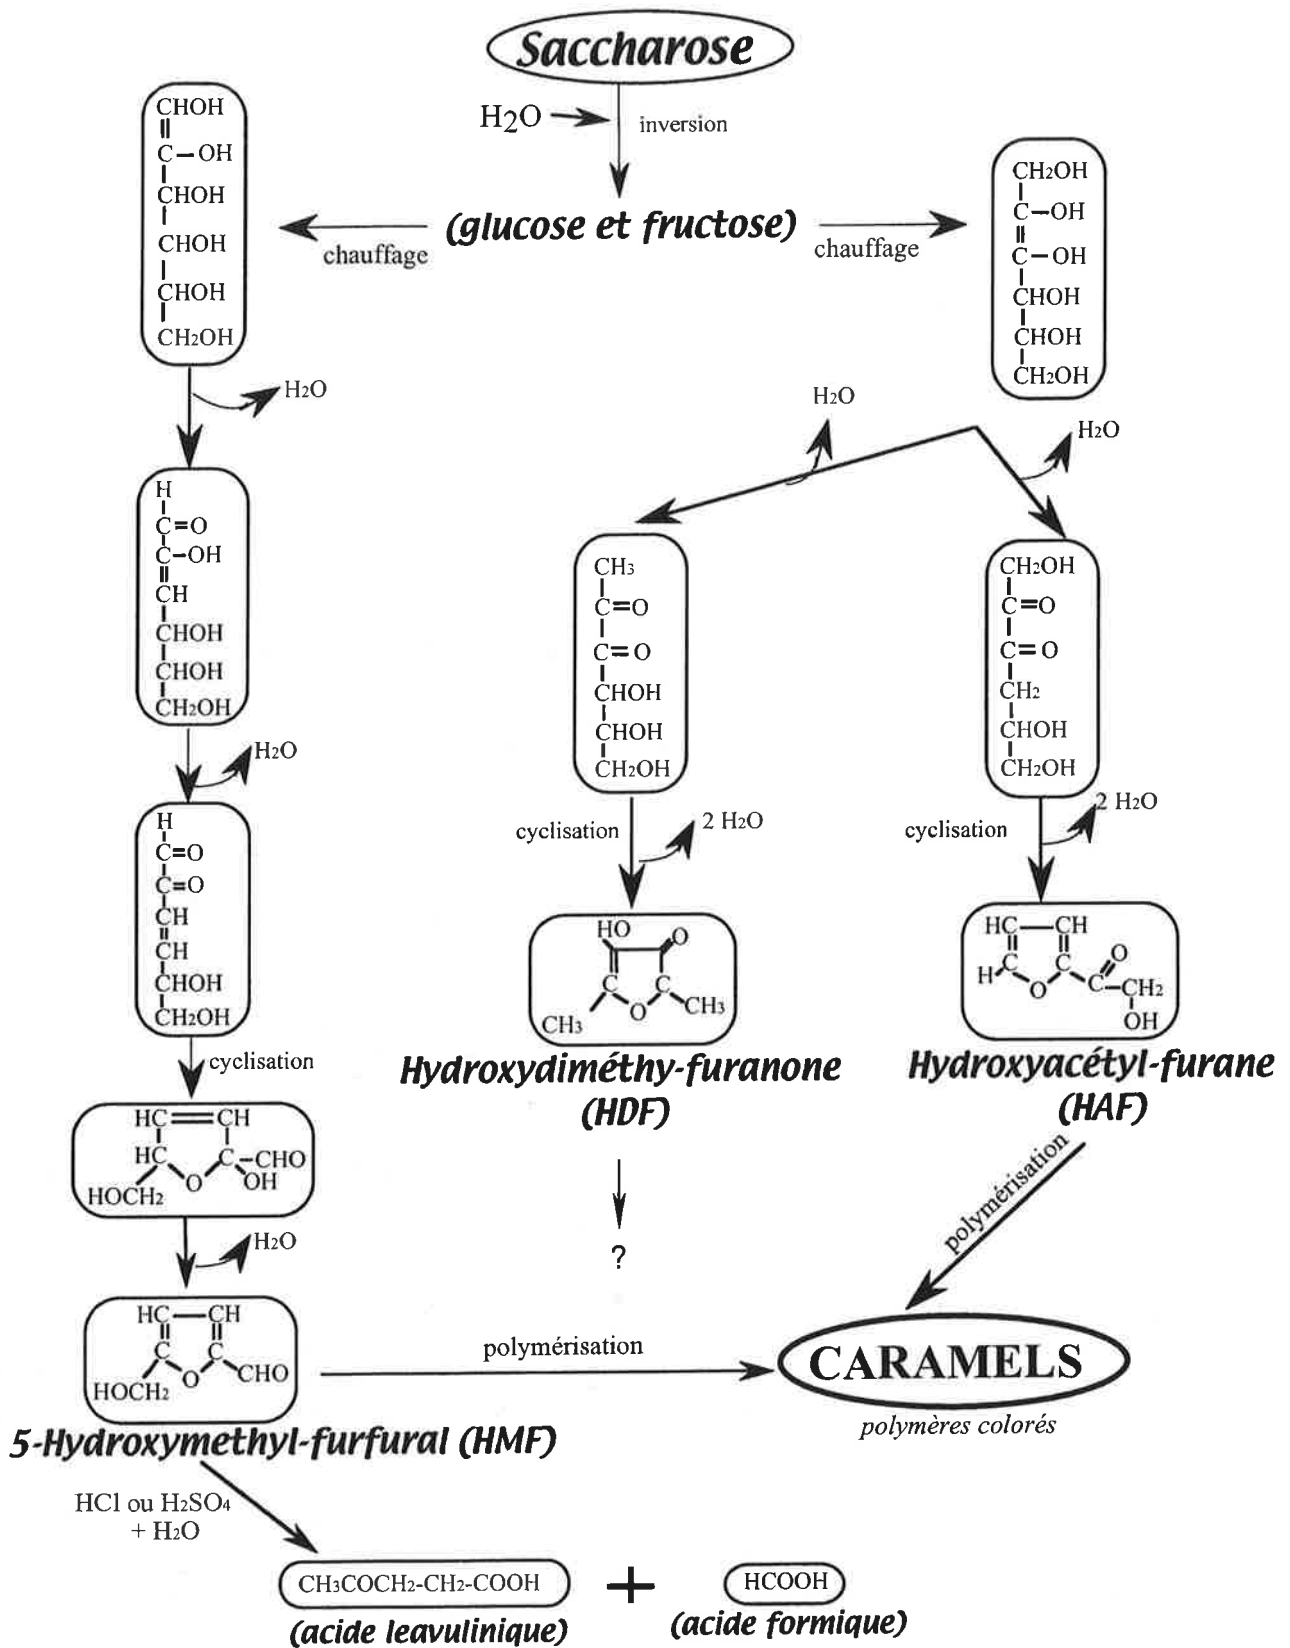 Saccharose
H2O
inversion
(glucose et fructose)
chauffage
chauffage
CHOH
C-OH
CHOH
CHOH
CHOH
CH2OH
H2O
H
C=O
C-OH
CH
CHOH
CHOH
CH2OH
H2O
H
C=O
C=O
CH
CH
CHOH
CH2OH
cyclisation
HC CH
HC O C-CHO
HOCH2 OH
H2O
HC CH
C O C CHO
HOCH2
5-Hydroxymethyl-furfural (HMF)
CH2OH
C-OH
C-OH
CHOH
CHOH
CH2OH
H2O
H2O
CH3
C=O
C=O
CHOH
CHOH
CH2OH
cyclisation
2 H2O
HO O
C O C
CH3 CH3
Hydroxydiméthy-furanone
(HDF)
?
CH2OH
C=O
C=O
CH2
CHOH
CH2OH
cyclisation
2 H2O
HC CH
O
H C O C C CH2
OH
Hydroxyacétyl-furane
(HAF)
polymérisation
polymérisation
CARAMELS
polymères colorés
HCl ou H2SO4
+ H2O
CH3COCH2-CH2-COOH + HCOOH
(acide leavulinique) (acide formique)